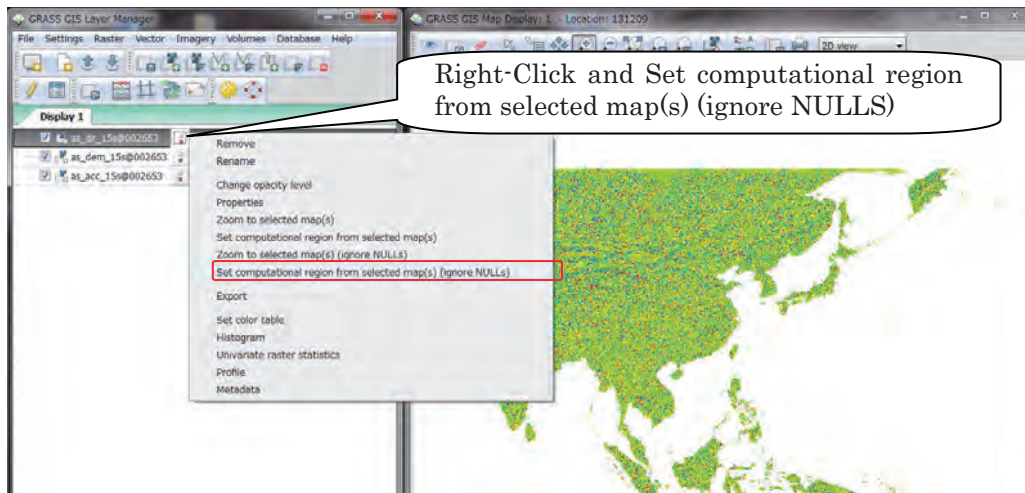 GRASS GIS Layer Manager
File Settings Raster Vector Imagery Volumes Database Help
Display 1
as_dir_15s@002653
as_dem_15s@002653
as_acc_15s@002653
Remove
Rename
Change opacity level
Properties
Zoom to selected map(s)
Set computational region from selected map(s)
Zoom to selected map(s) (ignore NULLs)
Set computational region from selected map(s) (ignore NULLs)
Export
Set color table
Histogram
Univariate raster statistics
Profile
Metadata
GRASS GIS Map Display: 1 - Location: 131209
2D view
Right-Click and Set computational region
from selected map(s) (ignore NULLS)